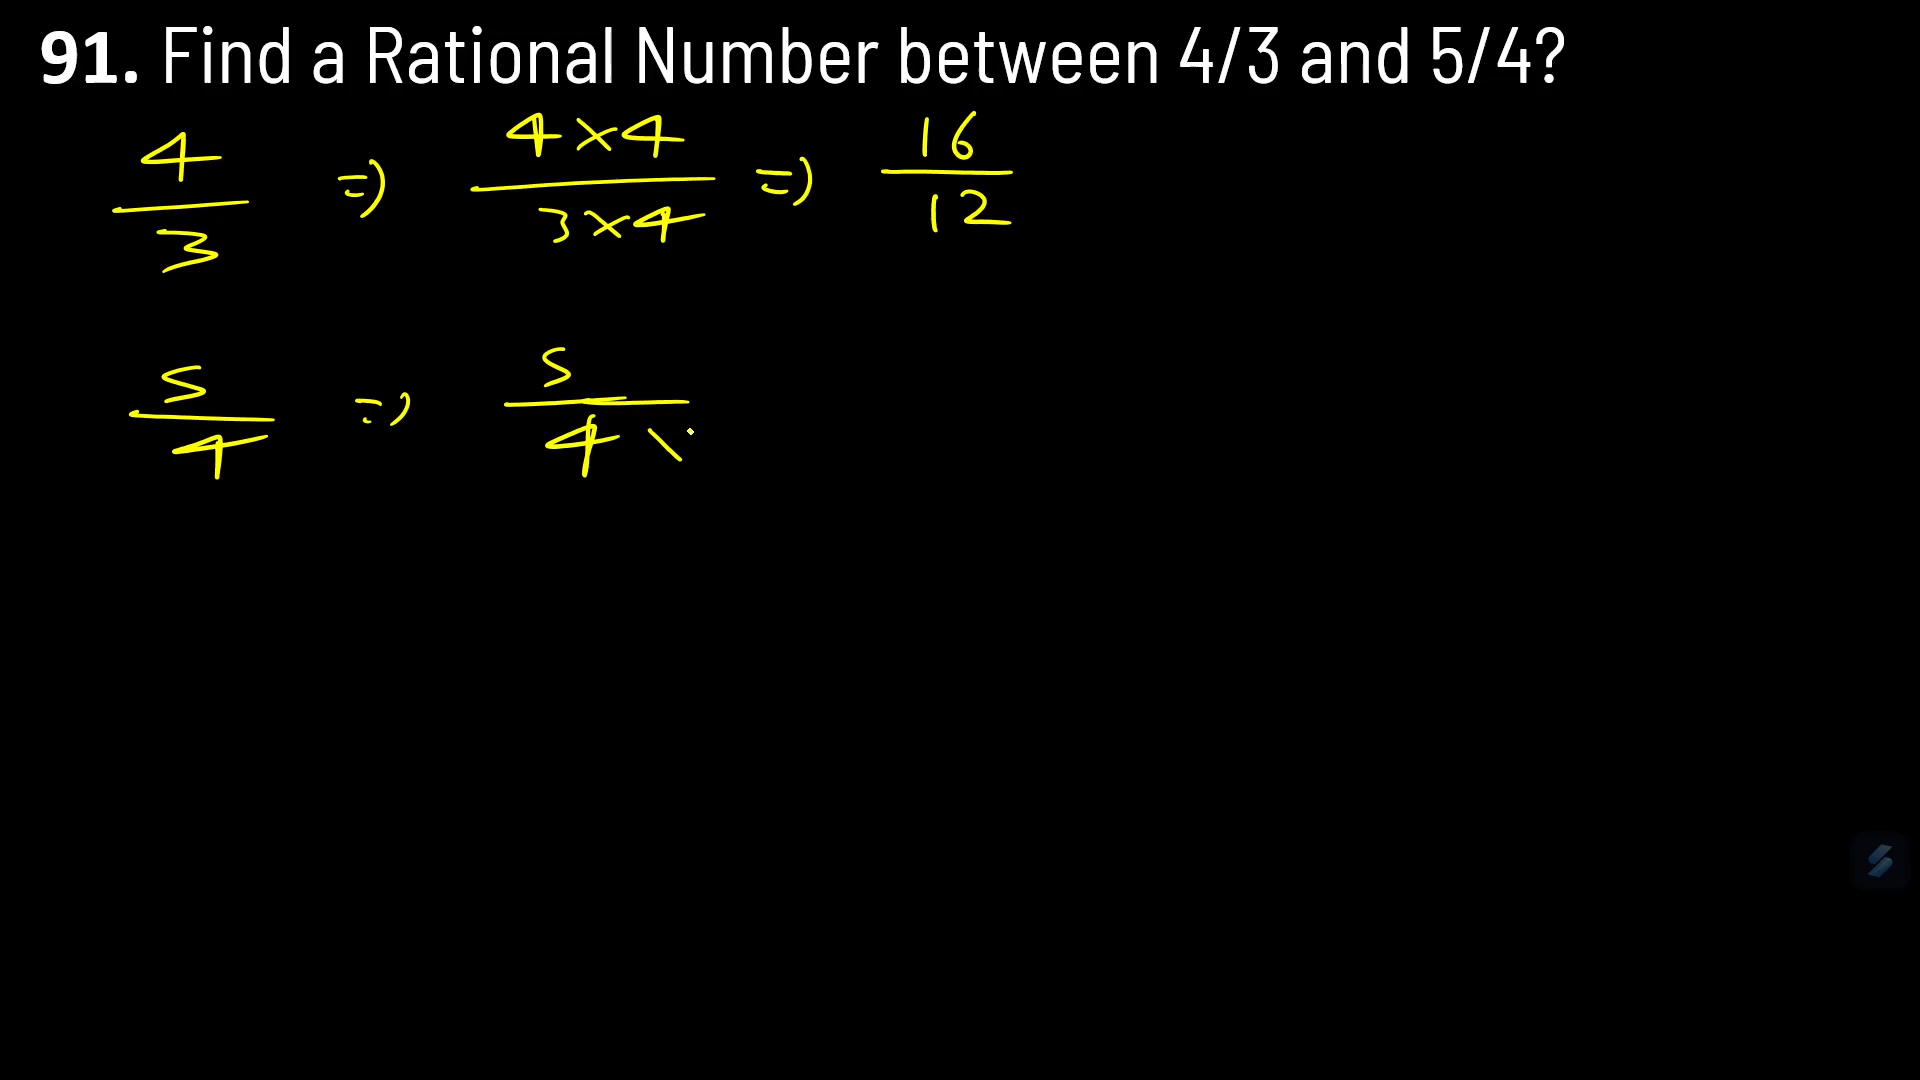 91. Find a Rational Number between 4/3 and 5/4?
4/3 => 4×4/3×4 => 16/12
5/4 => 5/4 \